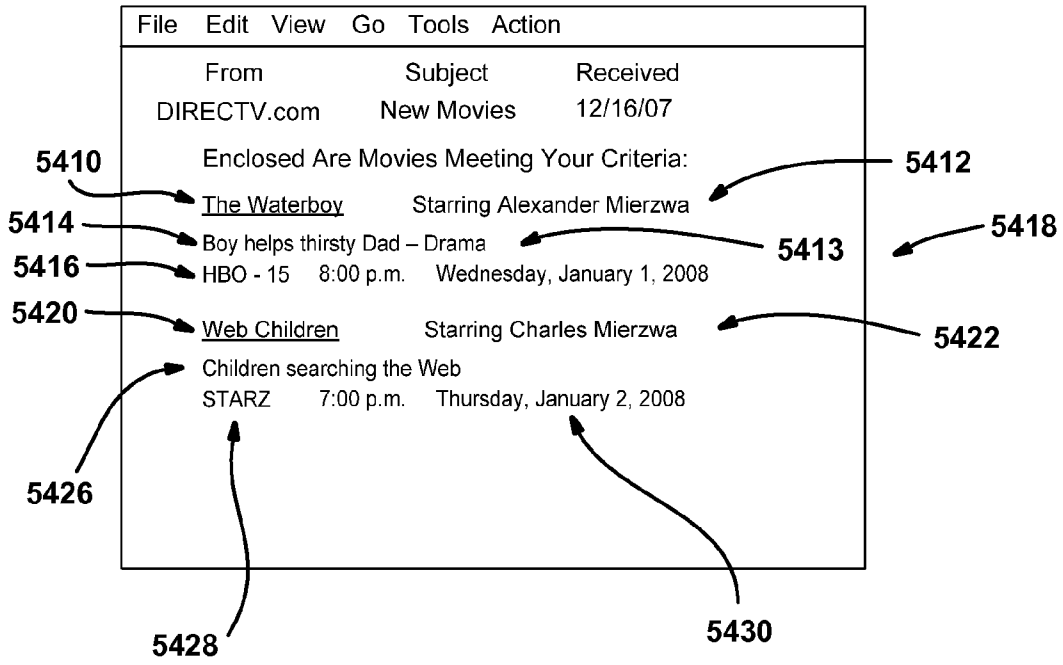 File Edit View Go Tools Action
From Subject Received
DIRECTV.com New Movies 12/16/07
Enclosed Are Movies Meeting Your Criteria:
5410
5412
The Waterboy Starring Alexander Mierzwa
5414
5418
Boy helps thirsty Dad – Drama
5413
5416
HBO - 15 8:00 p.m. Wednesday, January 1, 2008
5420
Web Children Starring Charles Mierzwa
5422
Children searching the Web
STARZ 7:00 p.m. Thursday, January 2, 2008
5426
5428
5430